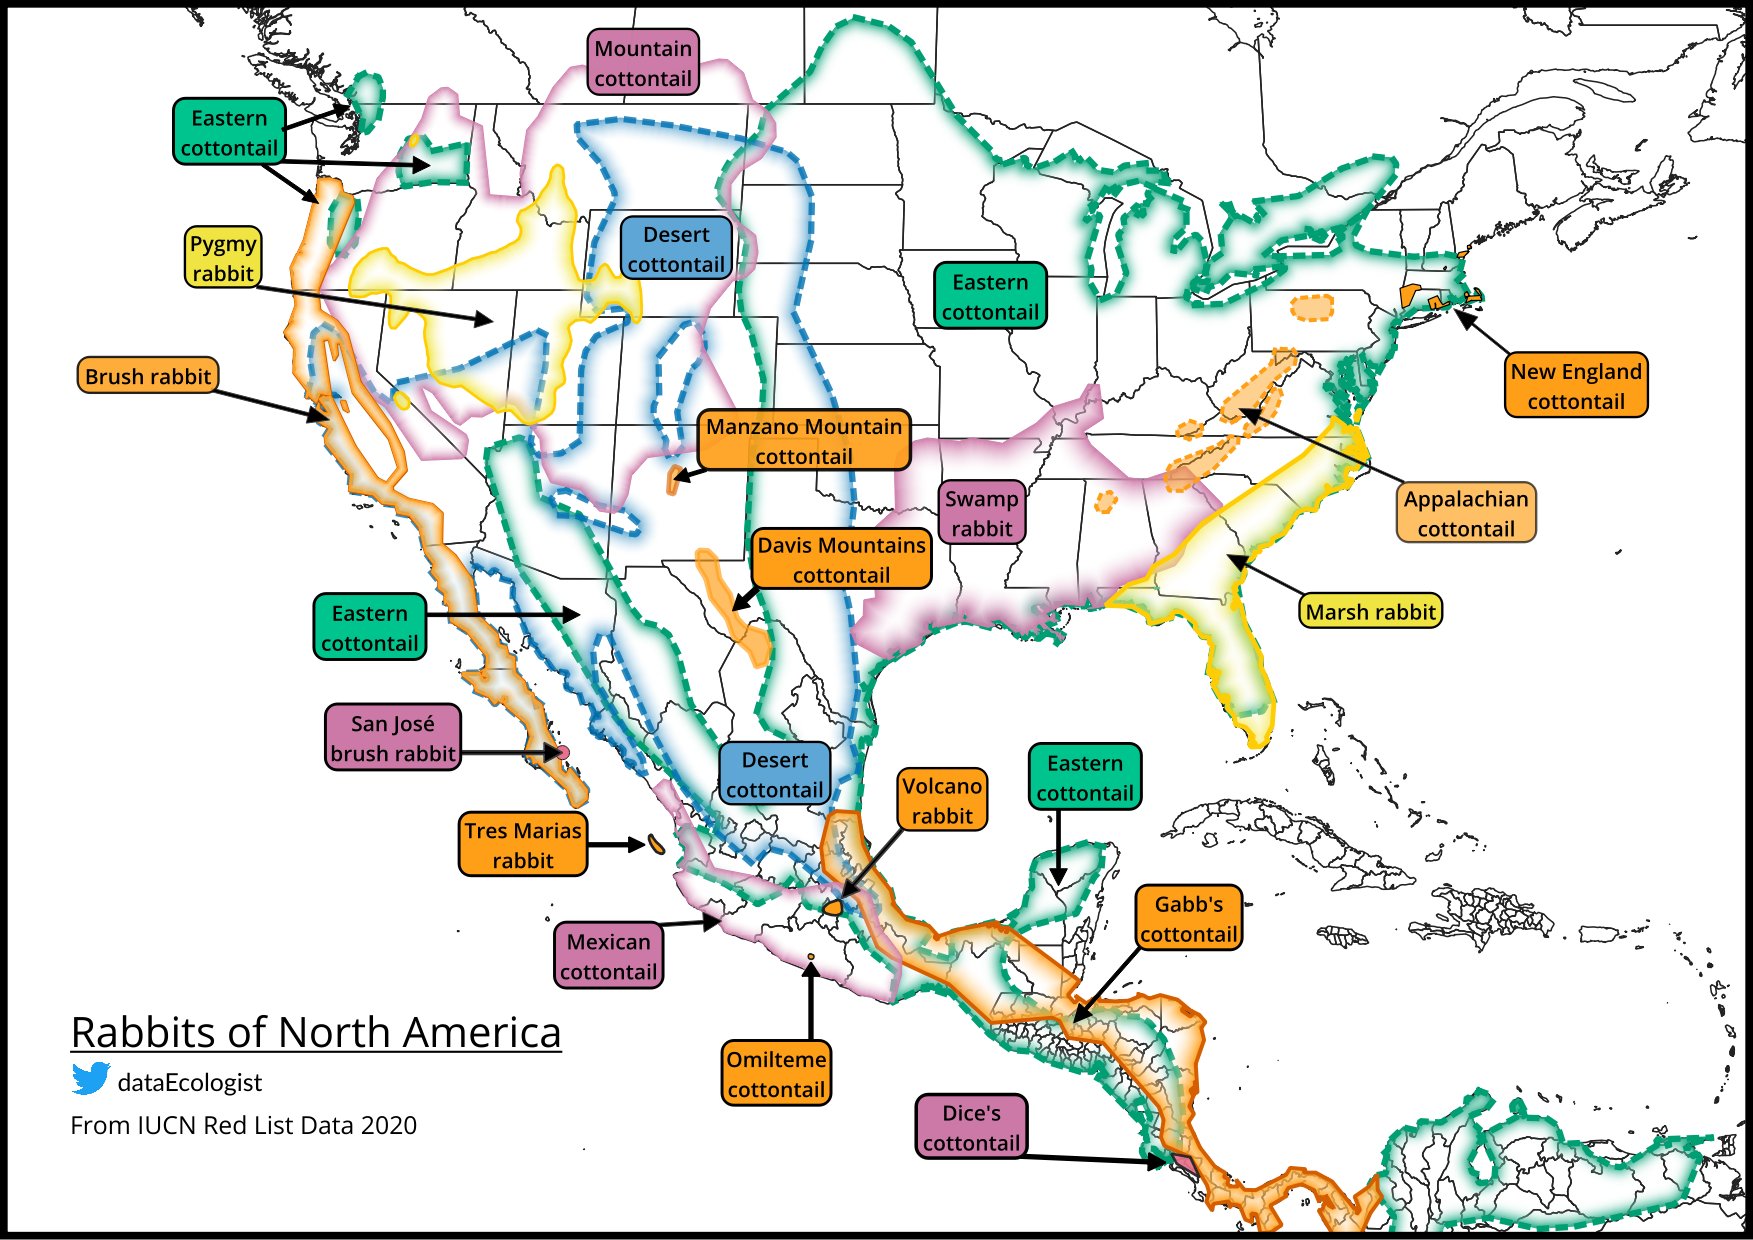 Mountain
cottontail
Eastern
cottontail
Pygmy
rabbit
Desert
cottontail
Eastern
cottontail
Brush rabbit
New England
cottontail
Manzano Mountain
cottontail
Swamp
rabbit
Appalachian
cottontail
Davis Mountains
cottontail
Marsh rabbit
Eastern
cottontail
San José
brush rabbit
Desert
cottontail
Volcano
rabbit
Eastern
cottontail
Tres Marias
rabbit
Gabb's
cottontail
Mexican
cottontail
Omilteme
cottontail
Dice's
cottontail
Rabbits of North America
dataEcologist
From IUCN Red List Data 2020